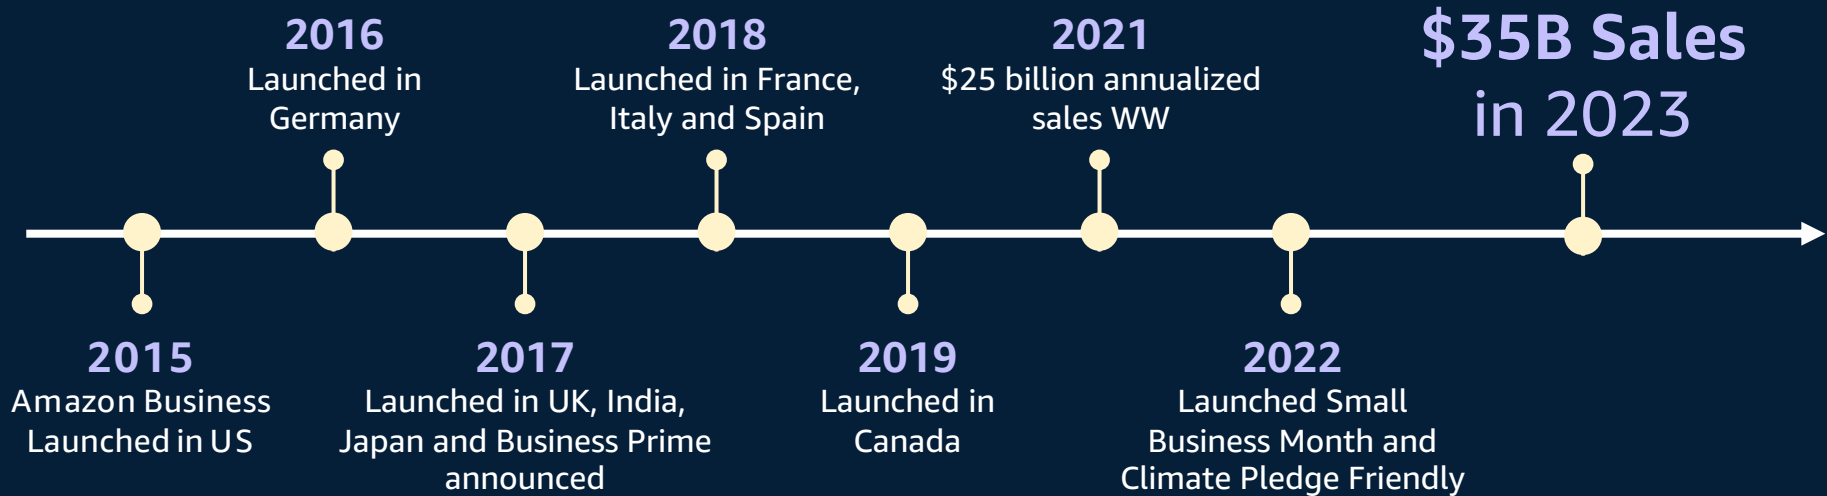 2016
Launched in
Germany
2018
Launched in France,
Italy and Spain
2021
$25 billion annualized
sales WW
$35B Sales
in 2023
2015
Amazon Business
Launched in US
2017
Launched in UK, India,
Japan and Business Prime
announced
2019
Launched in
Canada
2022
Launched Small
Business Month and
Climate Pledge Friendly